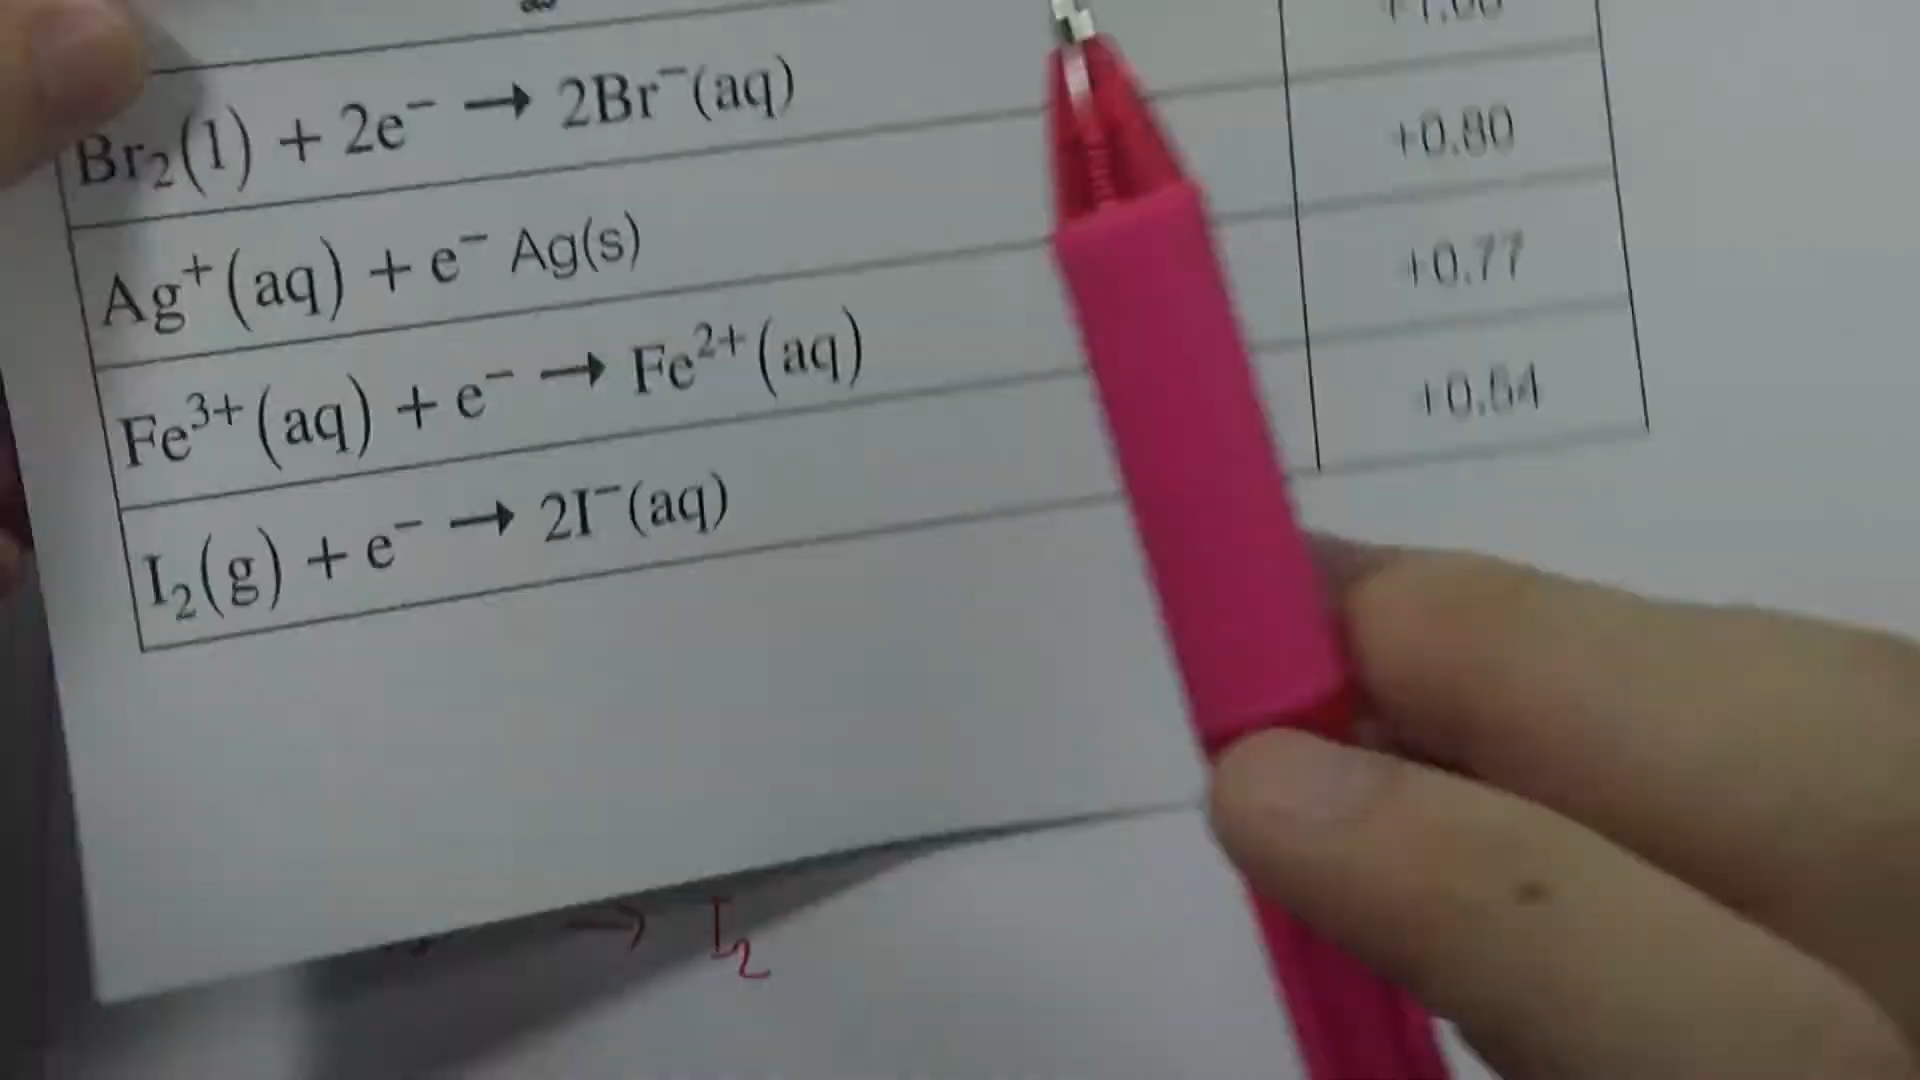 Br₂(l) + 2e⁻ → 2Br⁻(aq)
Ag⁺(aq) + e⁻ Ag(s) +0.80
Fe³⁺(aq) + e⁻ → Fe²⁺(aq) +0.77
I₂(g) + e⁻ → 2I⁻(aq) +0.54
→ I₂